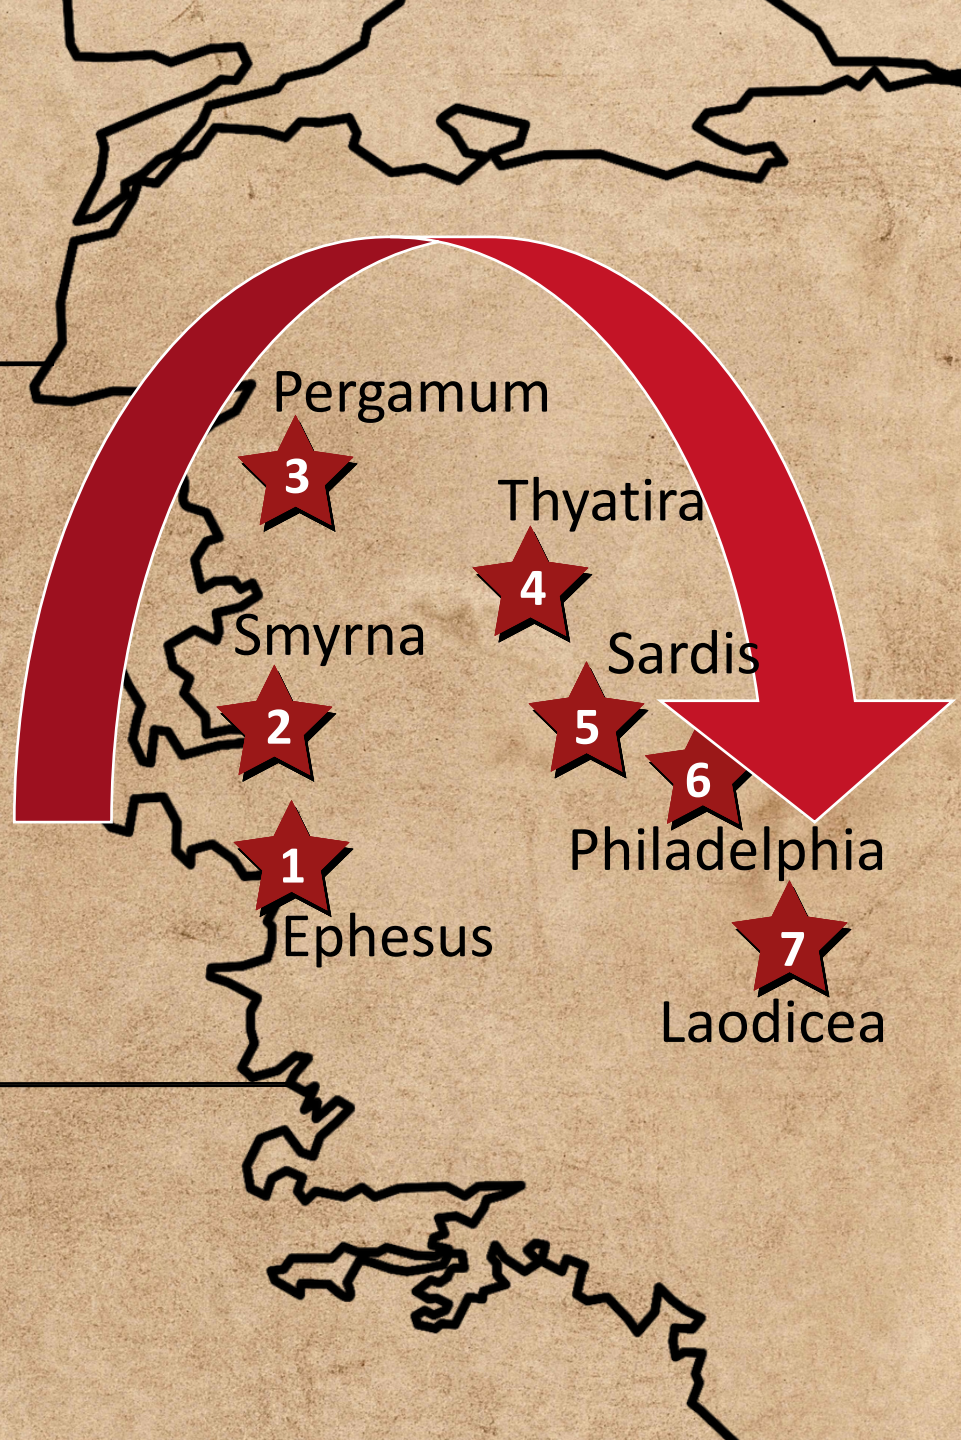 Pergamum
3
Thyatira
4
Smyrna
Sardis
2
5
6
Philadelphia
1
Ephesus
7
Laodicea